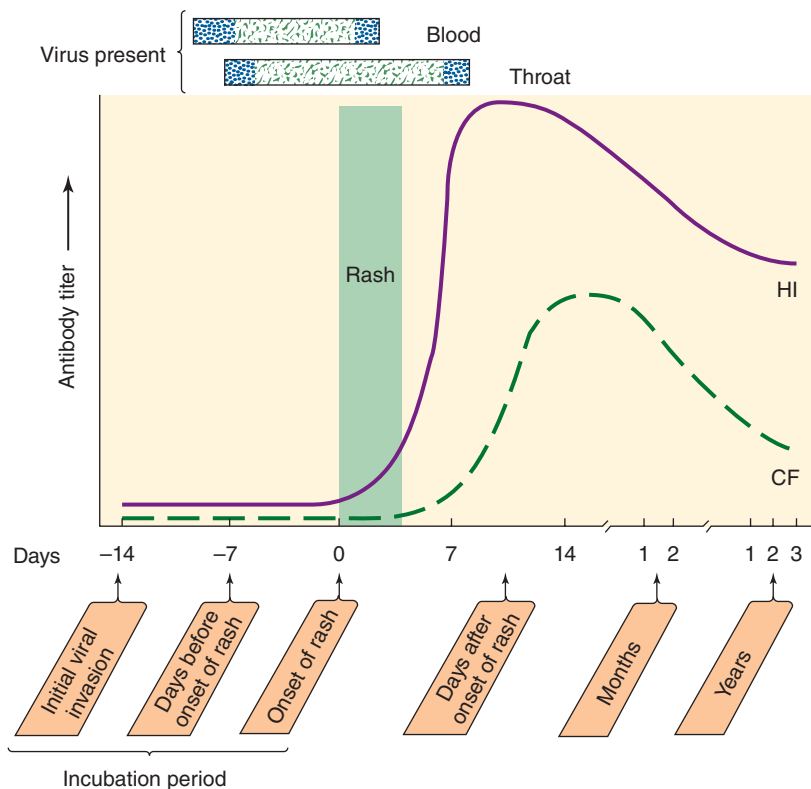 Virus present
Blood
Throat
Antibody titer
Rash
HI
CF
Days
–14 –7 0 7 14 1 2 1 2 3
Initial viral
invasion
Days before
onset of rash
Onset of rash
Days after
onset of rash
Months
Years
Incubation period